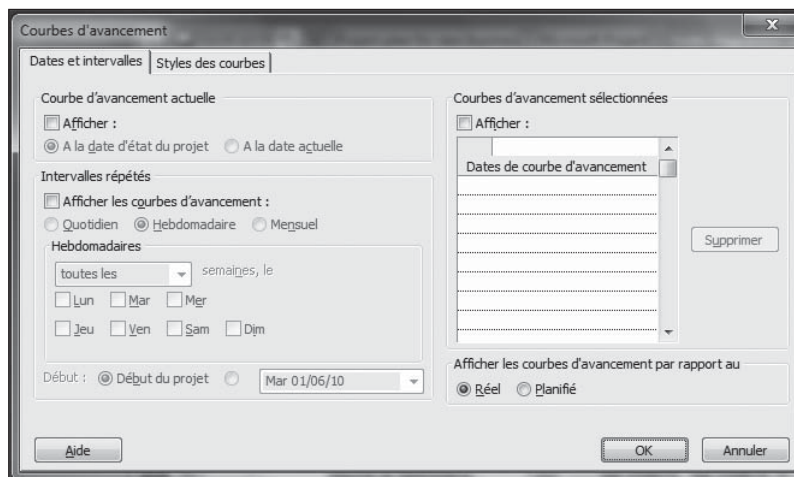 Courbes d'avancement
Dates et intervalles
Styles des courbes
Courbe d'avancement actuelle
Afficher :
A la date d'état du projet
A la date actuelle
Intervalles répétés
Afficher les courbes d'avancement :
Quotidien
Hebdomadaire
Mensuel
Hebdomadaires
toutes les
semaines, le
Lun
Mar
Mer
Jeu
Ven
Sam
Dim
Début :
Début du projet
Mar 01/06/10
Courbes d'avancement sélectionnées
Afficher :
Dates de courbe d'avancement
Supprimer
Afficher les courbes d'avancement par rapport au
Réel
Planifié
Aide
OK
Annuler